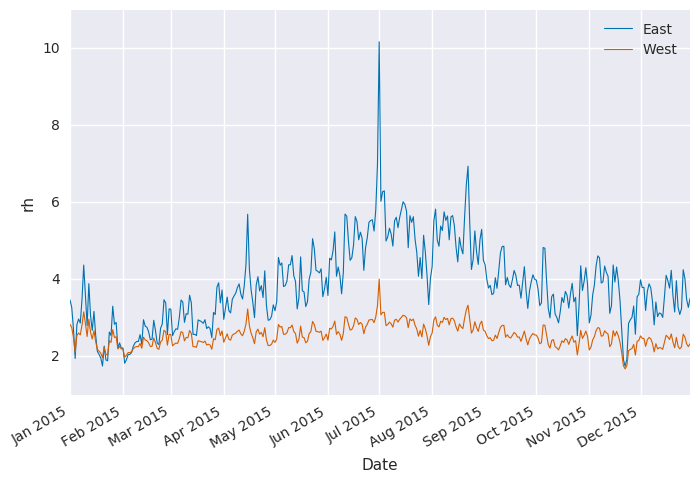 East
West
10
8
6
4
2
rh
Jan 2015
Feb 2015
Mar 2015
Apr 2015
May 2015
Jun 2015
Jul 2015
Aug 2015
Sep 2015
Oct 2015
Nov 2015
Dec 2015
Date